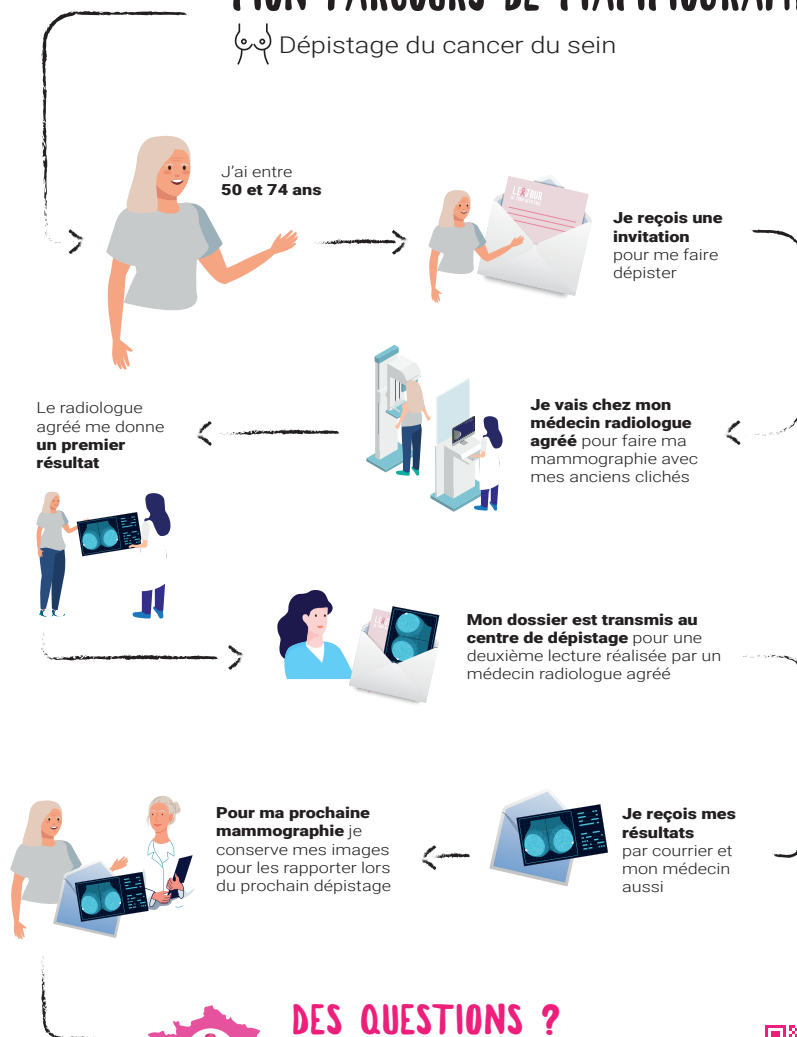 MON PARCOURS DE
Dépistage du cancer du sein
J'ai entre
50 et 74 ans
Je reçois une
invitation
pour me faire
dépister
Je vais chez mon
médecin radiologue
agréé pour faire ma
mammographie avec
mes anciens clichés
Le radiologue
agréé me donne
un premier
résultat
Mon dossier est transmis au
centre de dépistage pour une
deuxième lecture réalisée par un
médecin radiologue agréé
Je reçois mes
résultats
par courrier et
mon médecin
aussi
Pour ma prochaine
mammographie je
conserve mes images
pour les rapporter lors
du prochain dépistage
DES QUESTIONS ?